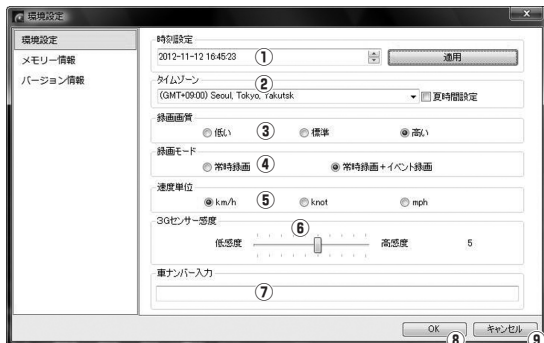 環境設定
環境設定
メモリー情報
バージョン情報
時刻設定
2012-11-12 16:45:23 ① 適用
タイムゾーン
② (GMT+09:00) Seoul, Tokyo, Yakutsk 夏時間設定
録画画質
低い ③ 標準 高い
録画モード
常時録画 ④ 常時録画+イベント録画
速度単位
km/h ⑤ knot mph
3Gセンサー感度
⑥
低感度 高感度 5
車ナンバー入力
⑦
OK ⑧ キャンセル ⑨